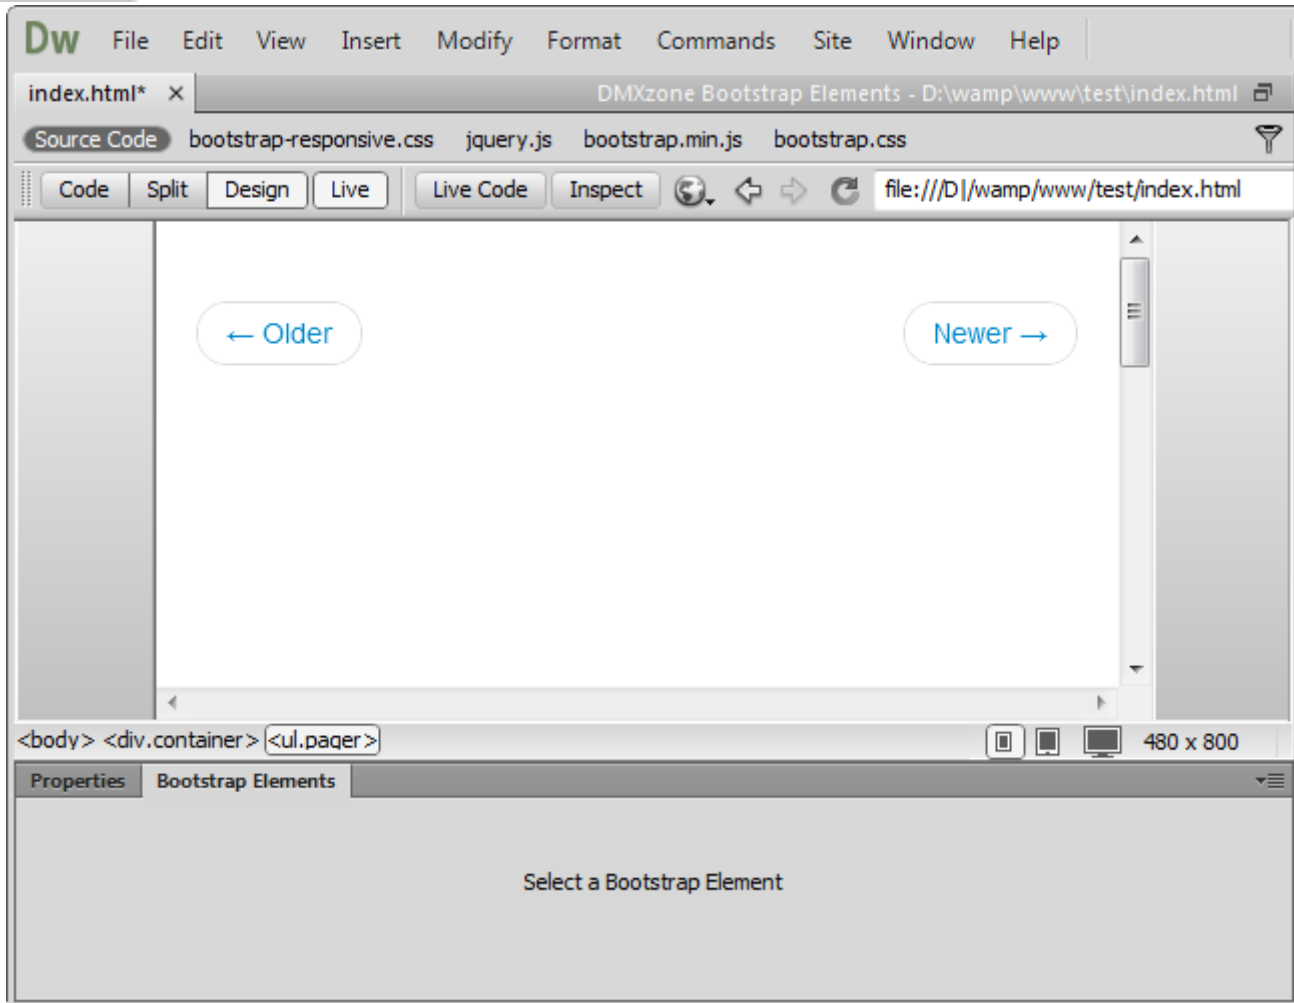 Dw File Edit View Insert Modify Format Commands Site Window Help
index.html* × DMXzone Bootstrap Elements - D:\wamp\www\test\index.html
Source Code bootstrap-responsive.css jquery.js bootstrap.min.js bootstrap.css
Code Split Design Live Live Code Inspect file:///D|/wamp/www/test/index.html
← Older Newer →
<body> <div.container> <ul.pager> 480 x 800
Properties Bootstrap Elements
Select a Bootstrap Element